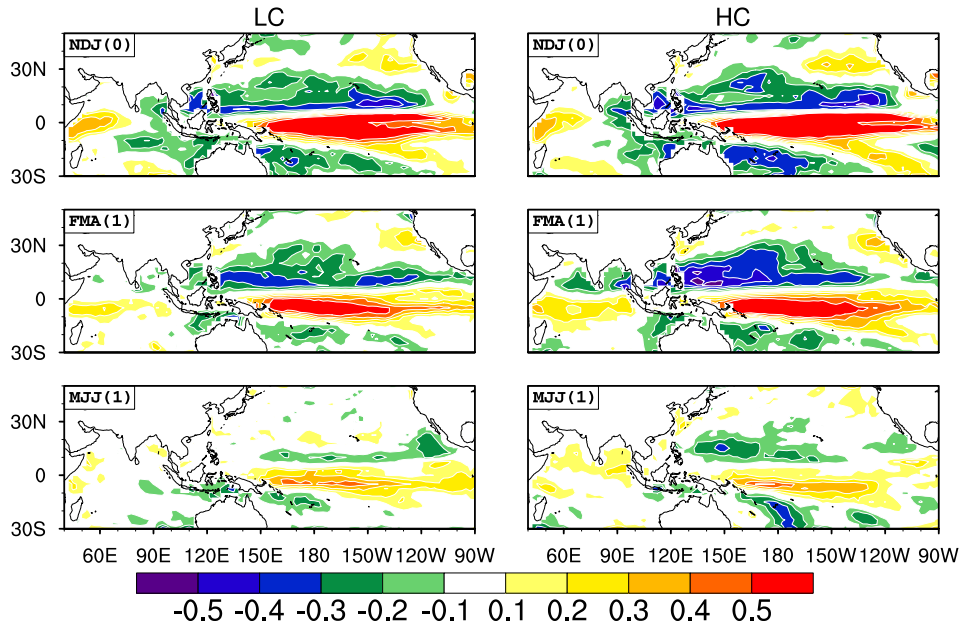 LC HC
NDJ(0) NDJ(0)
30N
0
30S
FMA(1) FMA(1)
30N
0
30S
MJJ(1) MJJ(1)
30N
0
30S
60E 90E 120E 150E 180 150W 120W 90W 60E 90E 120E 150E 180 150W 120W 90W
-0.5 -0.4 -0.3 -0.2 -0.1 0.1 0.2 0.3 0.4 0.5